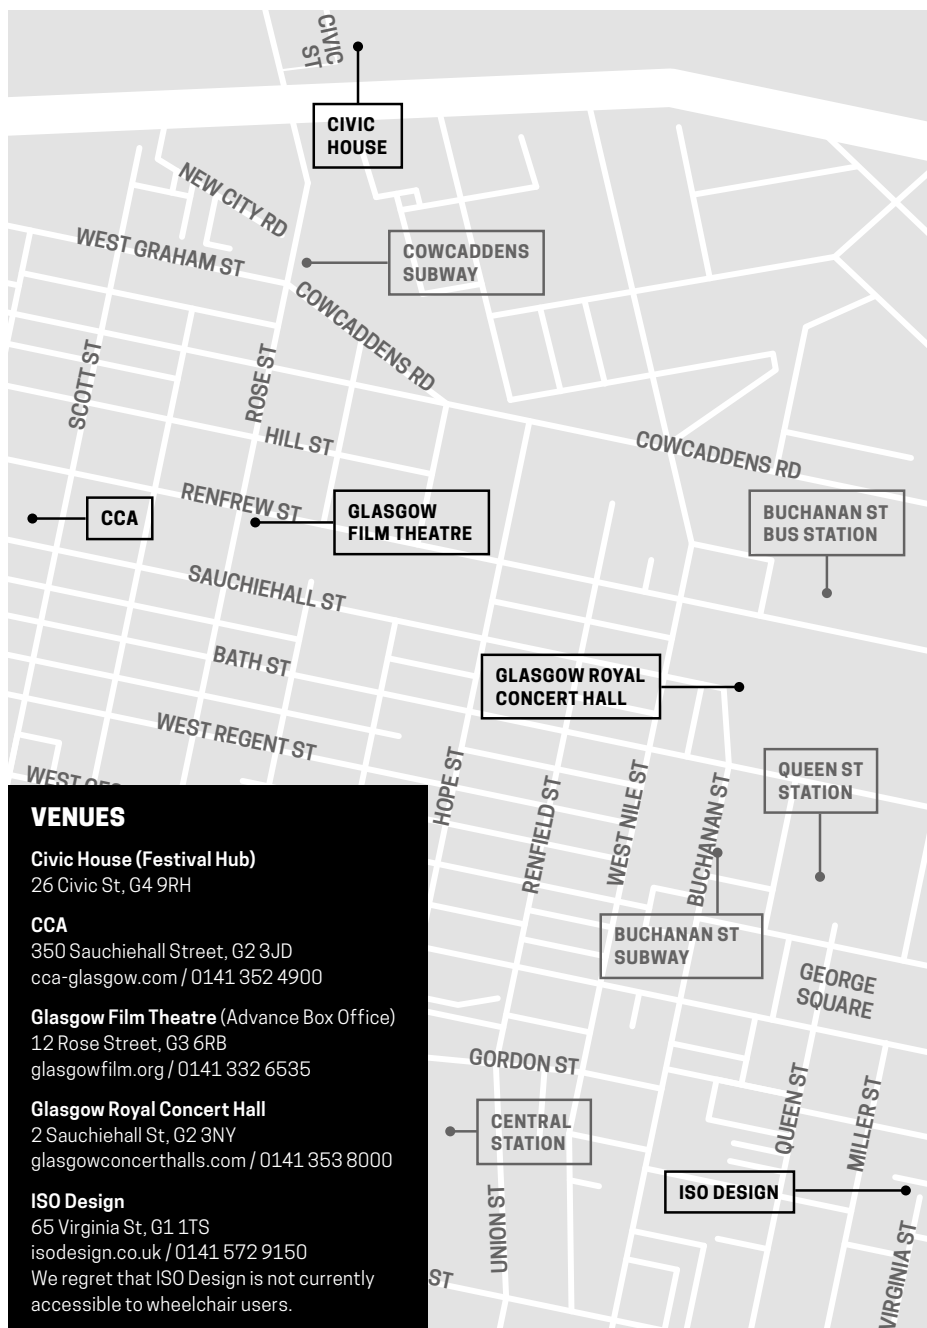 CIVIC
ST
CIVIC
HOUSE
NEW CITY RD
WEST GRAHAM ST
COWCADDENS
SUBWAY
COWCADDENS RD
SCOTT ST
ROSE ST
HILL ST
COWCADDENS RD
RENFREW ST
CCA
GLASGOW
FILM THEATRE
BUCHANAN ST
BUS STATION
SAUCHIEHALL ST
BATH ST
GLASGOW ROYAL
CONCERT HALL
WEST REGENT ST
HOPE ST
RENFIELD ST
WEST NILE ST
BUCHANAN ST
QUEEN ST
STATION
WEST
BUCHANAN ST
SUBWAY
GEORGE
SQUARE
GORDON ST
CENTRAL
STATION
QUEEN ST
MILLER ST
ISO DESIGN
UNION ST
VIRGINIA ST
ST
VENUES
Civic House (Festival Hub)
26 Civic St, G4 9RH
CCA
350 Sauchiehall Street, G2 3JD
cca-glasgow.com / 0141 352 4900
Glasgow Film Theatre (Advance Box Office)
12 Rose Street, G3 6RB
glasgowfilm.org / 0141 332 6535
Glasgow Royal Concert Hall
2 Sauchiehall St, G2 3NY
glasgowconcerthalls.com / 0141 353 8000
ISO Design
65 Virginia St, G1 1TS
isodesign.co.uk / 0141 572 9150
We regret that ISO Design is not currently
accessible to wheelchair users.